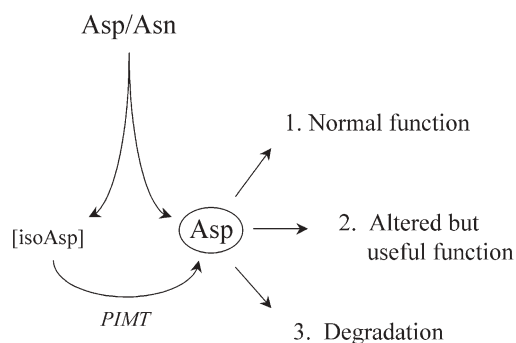 Asp/Asn
1. Normal function
[isoAsp]
Asp
2. Altered but
useful function
PIMT
3. Degradation